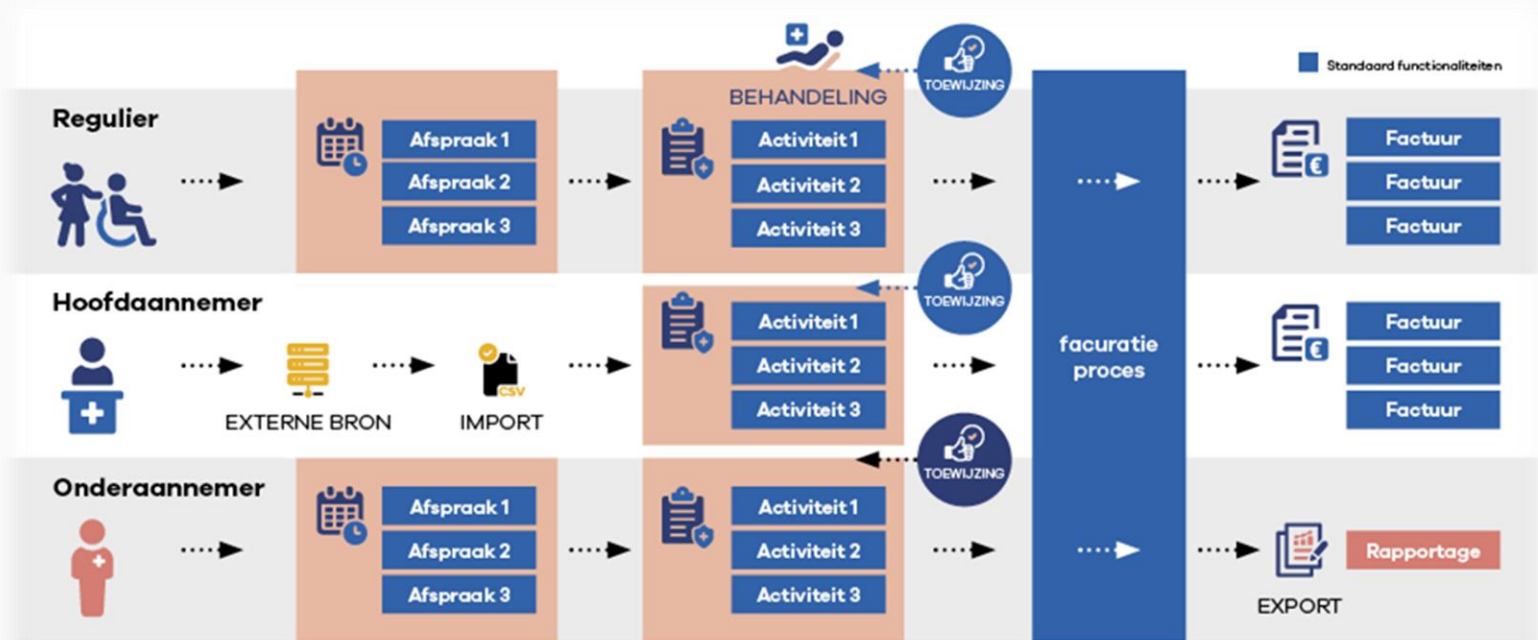 TOEWIJZING
Standaard functionaliteiten
BEHANDELING
Regulier
Afspraak 1
Afspraak 2
Afspraak 3
Activiteit 1
Activiteit 2
Activiteit 3
€
Factuur
Factuur
Factuur
TOEWIJZING
Hoofdaannemer
EXTERNE BRON
CSV
IMPORT
Activiteit 1
Activiteit 2
Activiteit 3
facuratie
proces
€
Factuur
Factuur
Factuur
TOEWIJZING
Onderaannemer
Afspraak 1
Afspraak 2
Afspraak 3
Activiteit 1
Activiteit 2
Activiteit 3
EXPORT
Rapportage